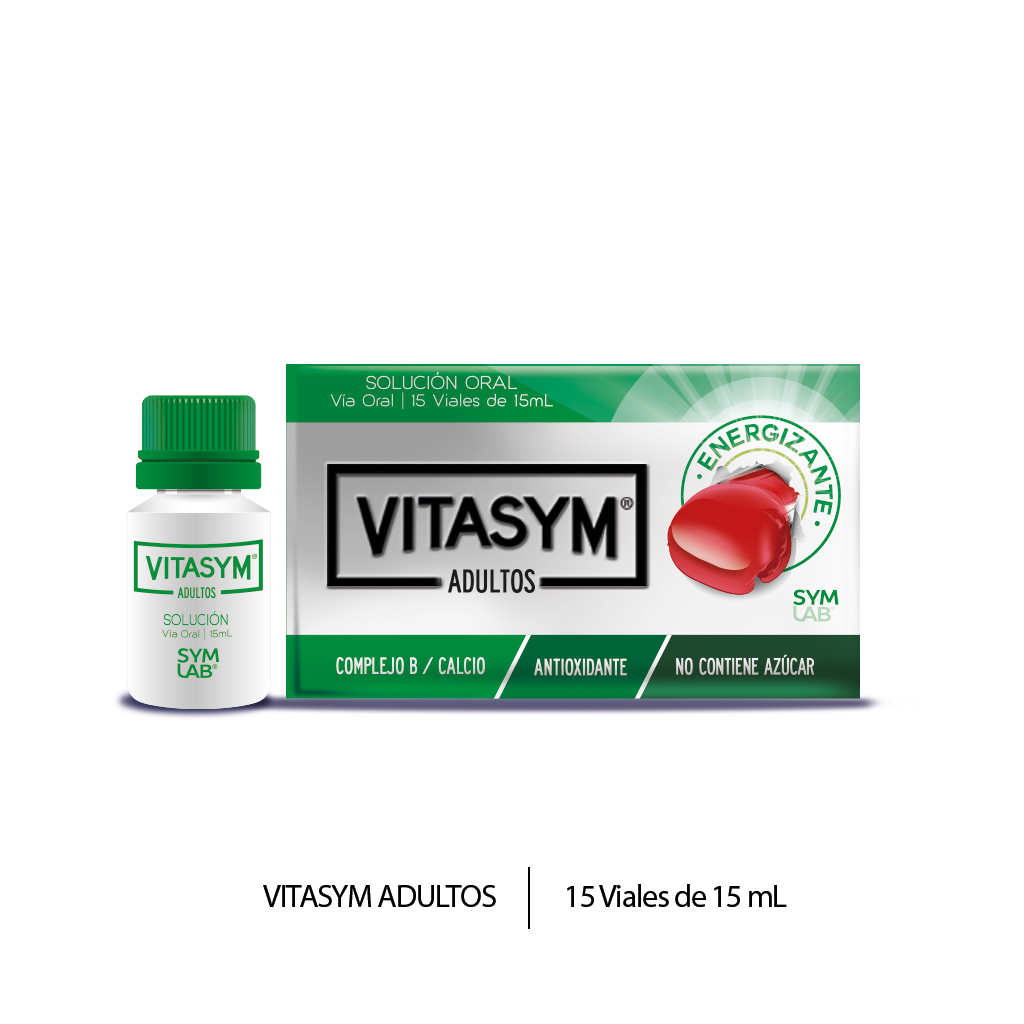 SOLUCIÓN ORAL
Vía Oral | 15 Viales de 15mL
• ENERGIZANTE •
VITASYM®
ADULTOS
SYM
LAB®
COMPLEJO B / CALCIO / ANTIOXIDANTE / NO CONTIENE AZÚCAR
VITASYM®
ADULTOS
SOLUCIÓN
Vía Oral | 15mL
SYM
LAB®
VITASYM ADULTOS | 15 Viales de 15 mL